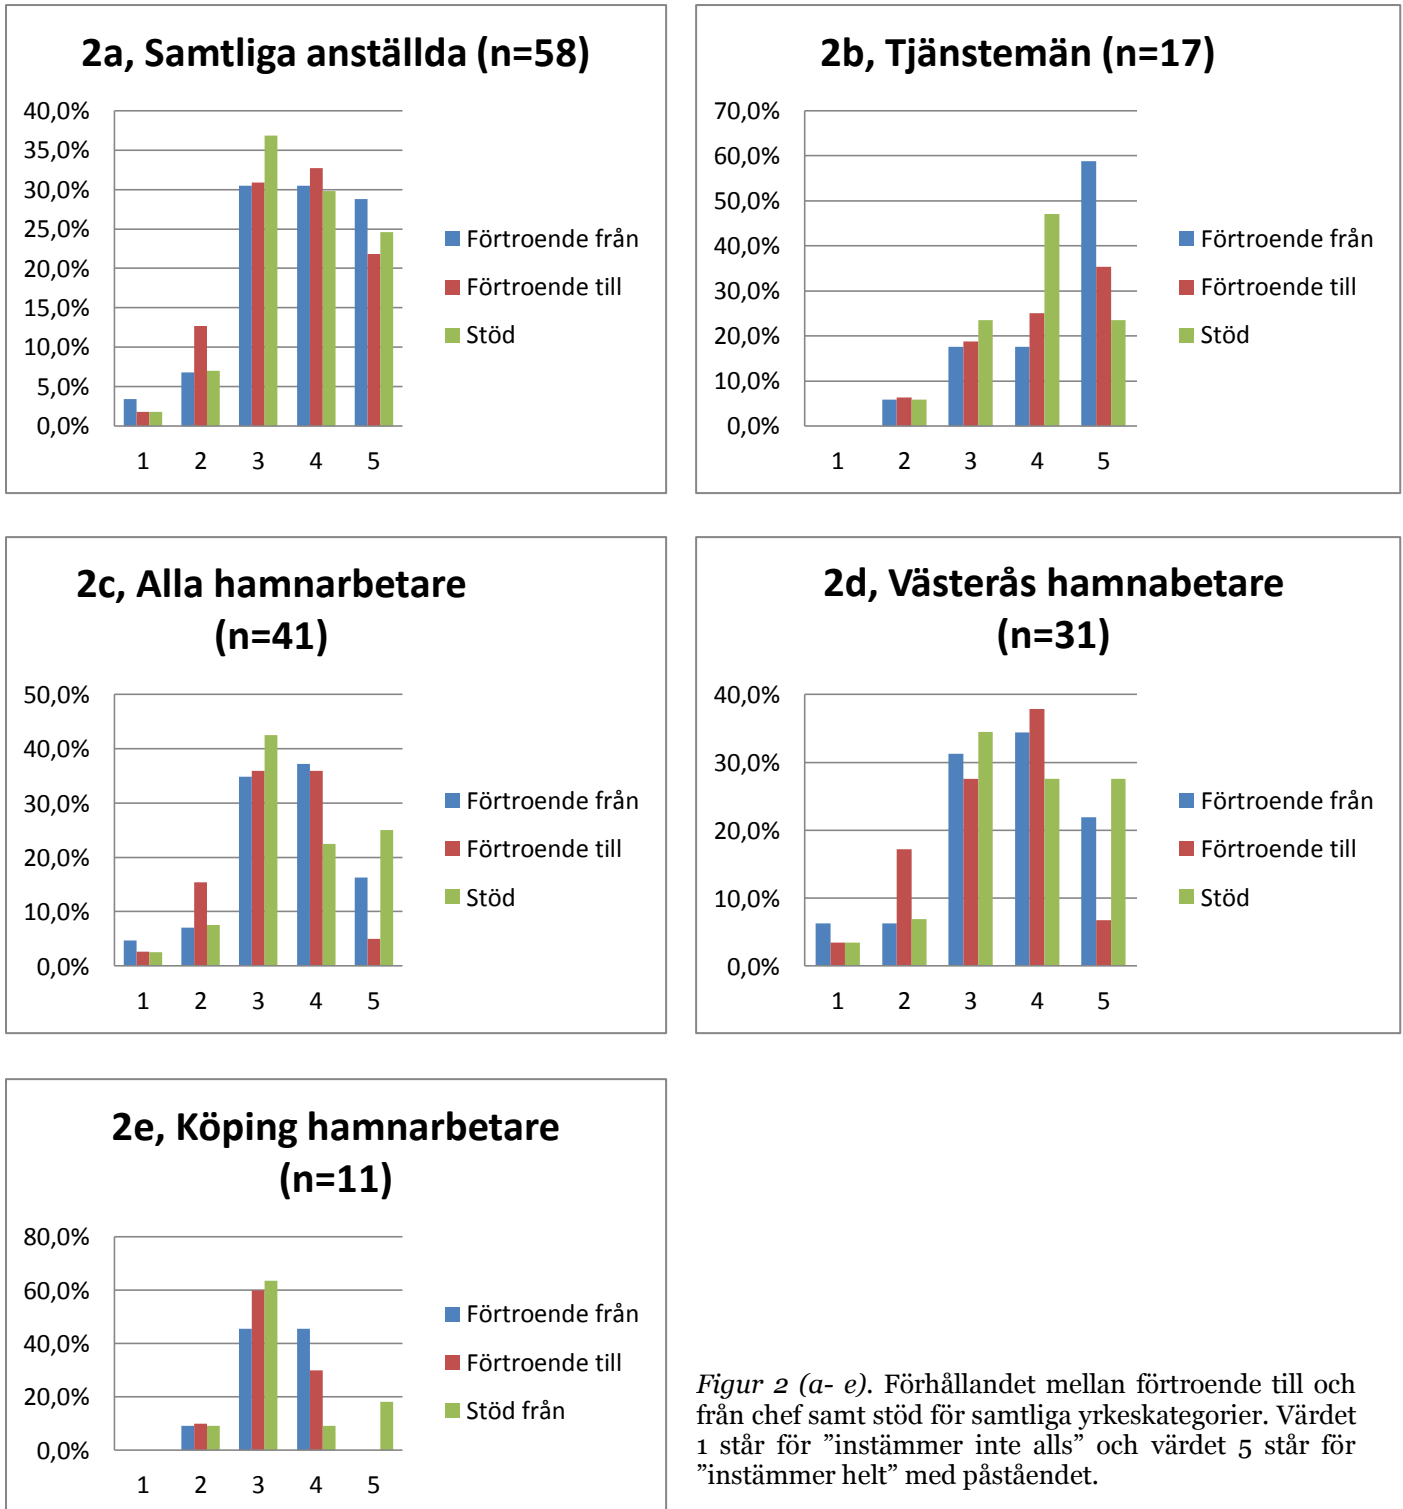 2a, Samtliga anställda (n=58)
40,0%
35,0%
30,0%
25,0%
20,0%
15,0%
10,0%
5,0%
0,0%
1 2 3 4 5
Förtroende från
Förtroende till
Stöd
2b, Tjänstemän (n=17)
70,0%
60,0%
50,0%
40,0%
30,0%
20,0%
10,0%
0,0%
1 2 3 4 5
Förtroende från
Förtroende till
Stöd
2c, Alla hamnarbetare
(n=41)
50,0%
40,0%
30,0%
20,0%
10,0%
0,0%
1 2 3 4 5
Förtroende från
Förtroende till
Stöd
2d, Västerås hamnabetare
(n=31)
40,0%
30,0%
20,0%
10,0%
0,0%
1 2 3 4 5
Förtroende från
Förtroende till
Stöd
2e, Köping hamnarbetare
(n=11)
80,0%
60,0%
40,0%
20,0%
0,0%
1 2 3 4 5
Förtroende från
Förtroende till
Stöd från
Figur 2 (a- e). Förhållandet mellan förtroende till och
från chef samt stöd för samtliga yrkeskategorier. Värdet
1 står för ”instämmer inte alls” och värdet 5 står för
”instämmer helt” med påståendet.